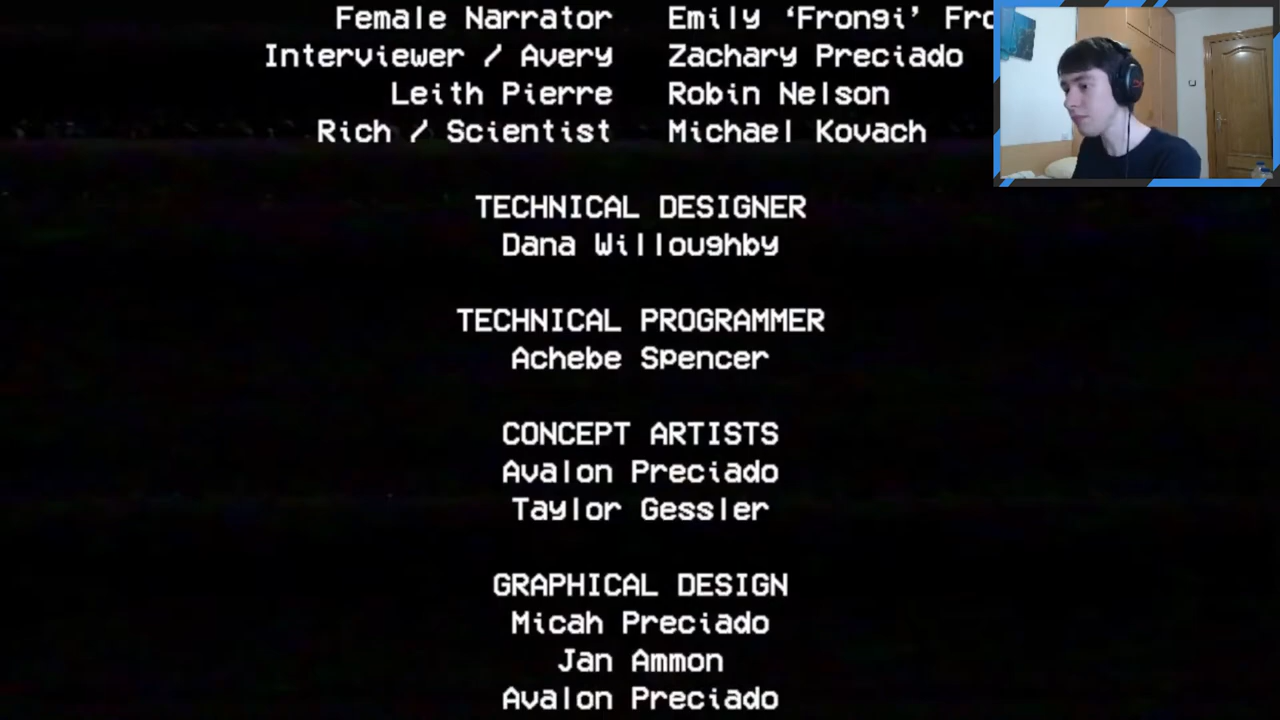 Female Narrator Emily ‘Frongi’
Interviewer / Avery Zachary Preciado
Leith Pierre Robin Nelson
Rich / Scientist Michael Kovach
TECHNICAL DESIGNER
Dana Willoughby
TECHNICAL PROGRAMMER
Achebe Spencer
CONCEPT ARTISTS
Avalon Preciado
Taylor Gessler
GRAPHICAL DESIGN
Micah Preciado
Jan Ammon
Avalon Preciado